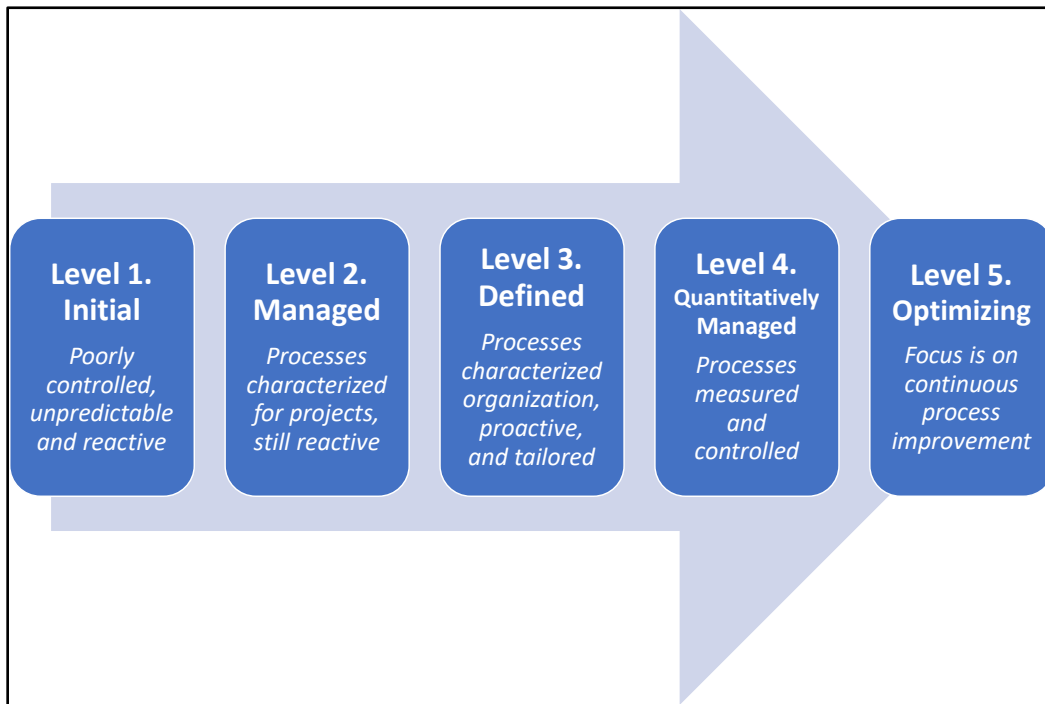 Level 1.
Initial
Poorly
controlled,
unpredictable
and reactive
Level 2.
Managed
Processes
characterized
for projects,
still reactive
Level 3.
Defined
Processes
characterized
organization,
proactive,
and tailored
Level 4.
Quantitatively
Managed
Processes
measured
and
controlled
Level 5.
Optimizing
Focus is on
continuous
process
improvement